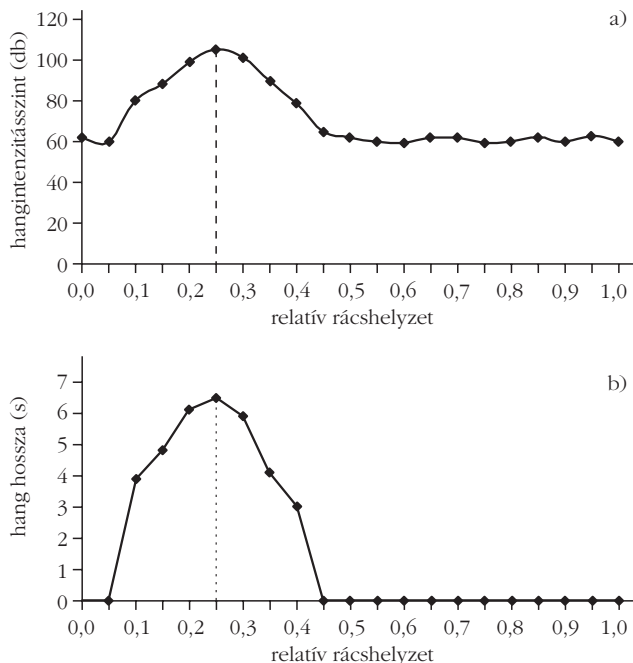 a)
hangintenzitásszint (db)
120
100
80
60
40
20
0
0,0 0,1 0,2 0,3 0,4 0,5 0,6 0,7 0,8 0,9 1,0
relatív rácshelyzet
b)
hang hossza (s)
7
6
5
4
3
2
1
0
0,0 0,1 0,2 0,3 0,4 0,5 0,6 0,7 0,8 0,9 1,0
relatív rácshelyzet